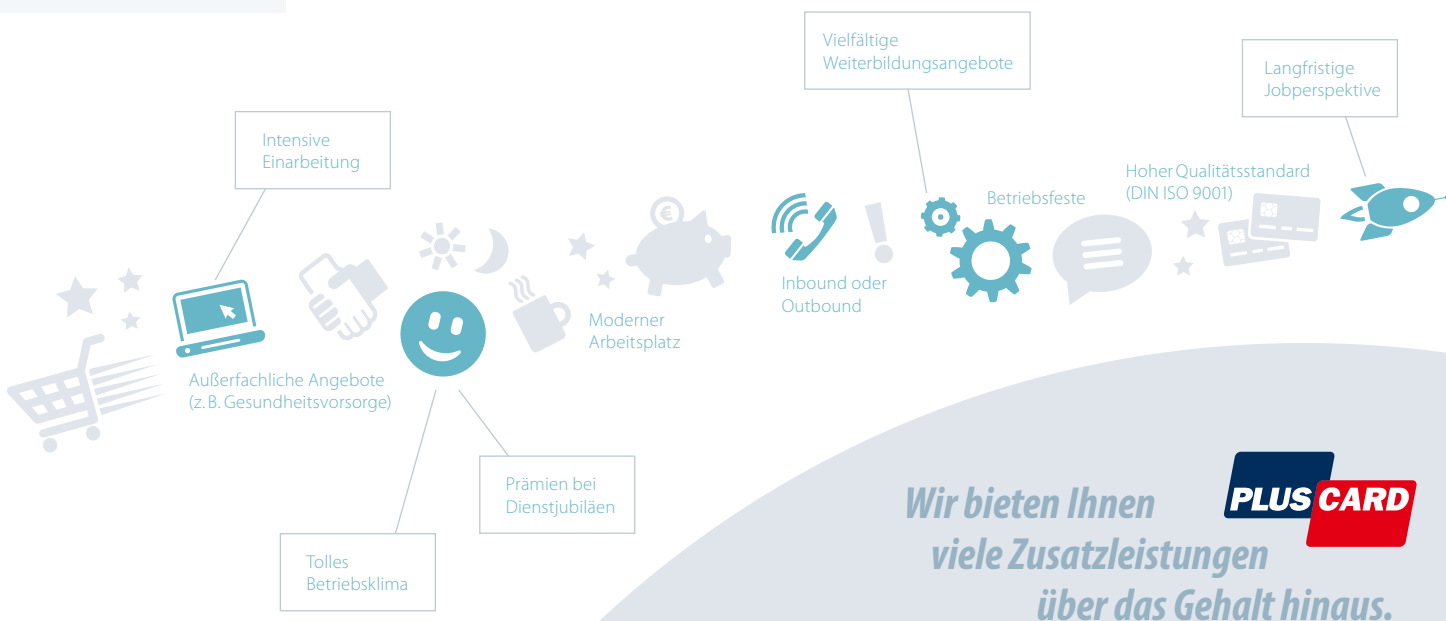 Vielfältige
Weiterbildungsangebote
Langfristige
Jobperspektive
Intensive
Einarbeitung
Hoher Qualitätsstandard
(DIN ISO 9001)
Betriebsfeste
€
Inbound oder
Outbound
Moderner
Arbeitsplatz
Außerfachliche Angebote
(z. B. Gesundheitsvorsorge)
Prämien bei
Dienstjubiläen
Tolles
Betriebsklima
PLUS CARD
Wir bieten Ihnen
viele Zusatzleistungen
über das Gehalt hinaus.